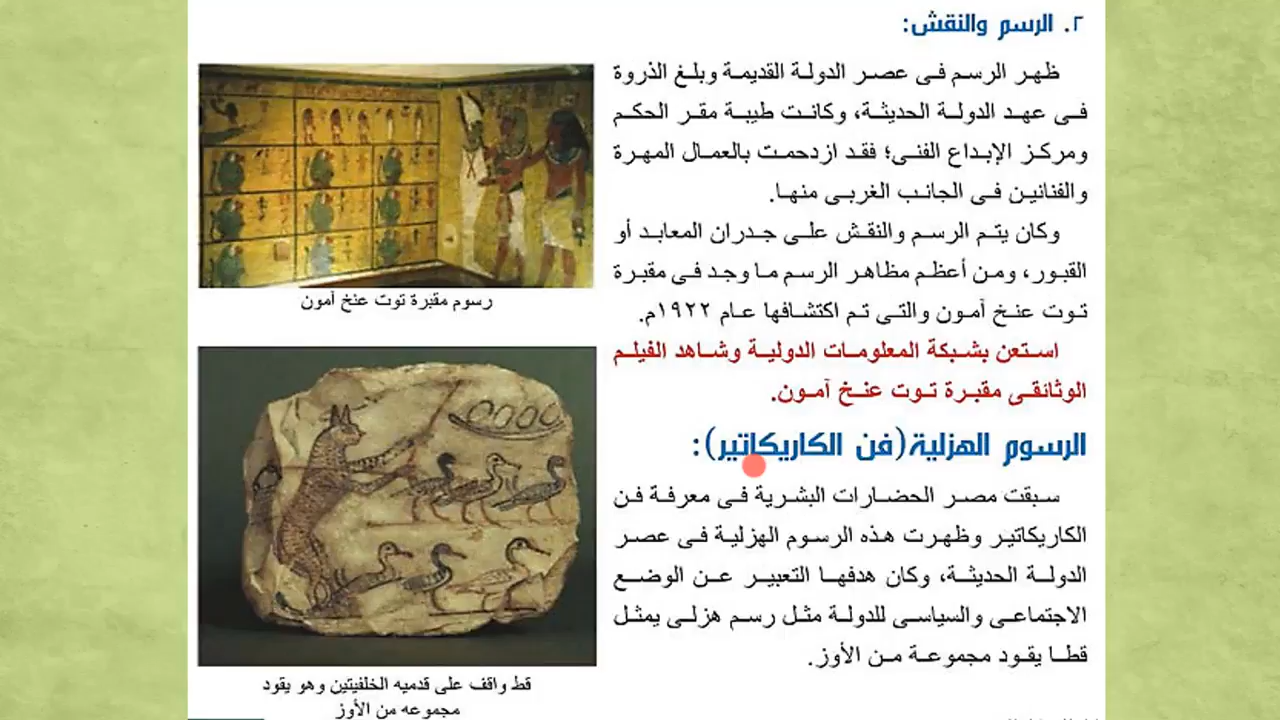 ٢. الرسم والنقش:
ظهر الرسم فى عصر الدولة القديمة وبلغ الذروة
فى عهد الدولة الحديثة، وكانت طيبة مقر الحكم
ومركز الإبداع الفنى؛ فقد ازدحمت بالعمال المهرة
والفنانين فى الجانب الغربى منها.
وكان يتم الرسم والنقش على جدران المعابد أو
القبور، ومن أعظم مظاهر الرسم ما وجد فى مقبرة
توت عنخ آمون والتى تم اكتشافها عام ١٩٢٢م.
استعن بشبكة المعلومات الدولية وشاهد الفيلم
الوثائقى مقبرة توت عنخ آمون.
رسوم مقبرة توت عنخ آمون
الرسوم الهزلية (فن الكاريكاتير):
سبقت مصر الحضارات البشرية فى معرفة فن
الكاريكاتير وظهرت هذه الرسوم الهزلية فى عصر
الدولة الحديثة، وكان هدفها التعبير عن الوضع
الاجتماعى والسياسى للدولة مثل رسم هزلى يمثل
قطا يقود مجموعة من الأوز.
قط واقف على قدميه الخلفيتين وهو يقود
مجموعه من الأوز